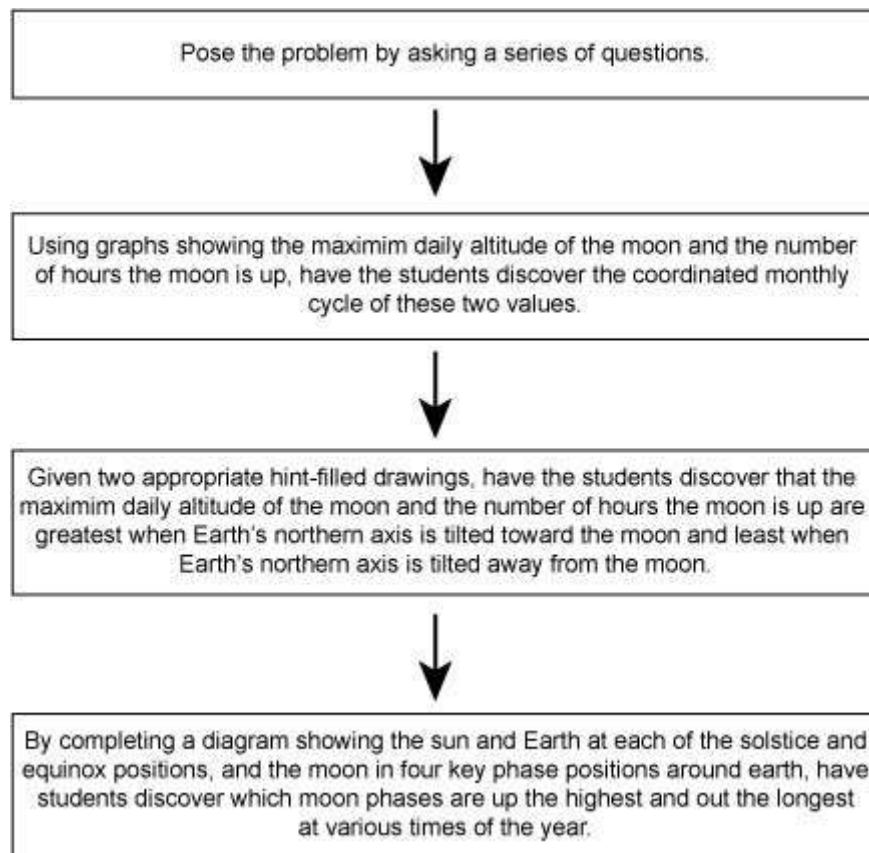 Pose the problem by asking a series of questions.
Using graphs showing the maximim daily altitude of the moon and the number
of hours the moon is up, have the students discover the coordinated monthly
cycle of these two values.
Given two appropriate hint-filled drawings, have the students discover that the
maximim daily altitude of the moon and the number of hours the moon is up are
greatest when Earth's northern axis is tilted toward the moon and least when
Earth's northern axis is tilted away from the moon.
By completing a diagram showing the sun and Earth at each of the solstice and
equinox positions, and the moon in four key phase positions around earth, have
students discover which moon phases are up the highest and out the longest
at various times of the year.